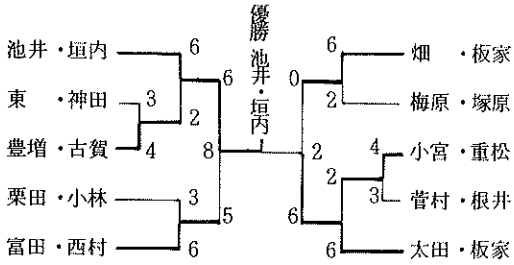 優勝 池井・垣内
池井・垣内
東・神田
豊増・古賀
栗田・小林
富田・西村
6
3
4
2
6
3
6
5
8
畑・板家
梅原・塚原
小宮・重松
菅村・根井
太田・板家
6
2
0
4
3
2
6
6
2